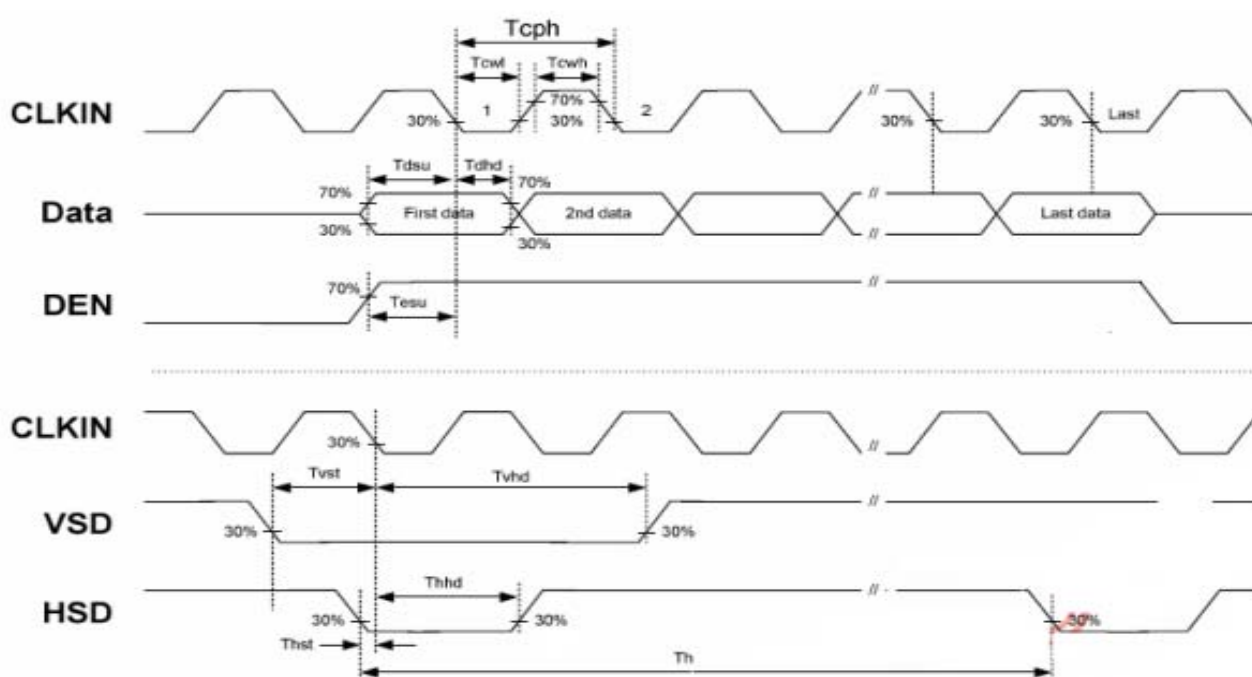 Tcph
Tcwl Tcwh
CLKIN 30% 1 70% 30% 2 30% 30% Last
Tdsu Tdhd
70% 70%
Data First data 2nd data Last data
30% 30%
DEN 70%
Tesu
CLKIN
30%
Tvst Tvhd
VSD
30% 30%
Thhd
HSD 30% 30% 30%
Thst
Th